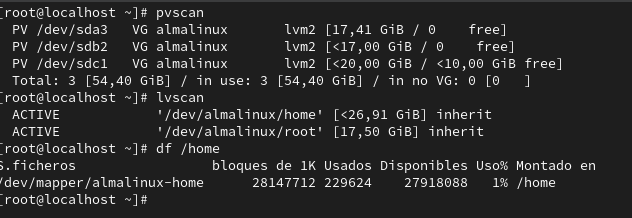 [root@localhost ~]# pvscan
PV /dev/sda3 VG almalinux lvm2 [17,41 GiB / 0 free]
PV /dev/sdb2 VG almalinux lvm2 [<17,00 GiB / 0 free]
PV /dev/sdc1 VG almalinux lvm2 [<20,00 GiB / <10,00 GiB free]
Total: 3 [54,40 GiB] / in use: 3 [54,40 GiB] / in no VG: 0 [0 ]
[root@localhost ~]# lvscan
ACTIVE '/dev/almalinux/home' [<26,91 GiB] inherit
ACTIVE '/dev/almalinux/root' [17,50 GiB] inherit
[root@localhost ~]# df /home
S.ficheros bloques de 1K Usados Disponibles Uso% Montado en
/dev/mapper/almalinux-home 28147712 229624 27918088 1% /home
[root@localhost ~]#